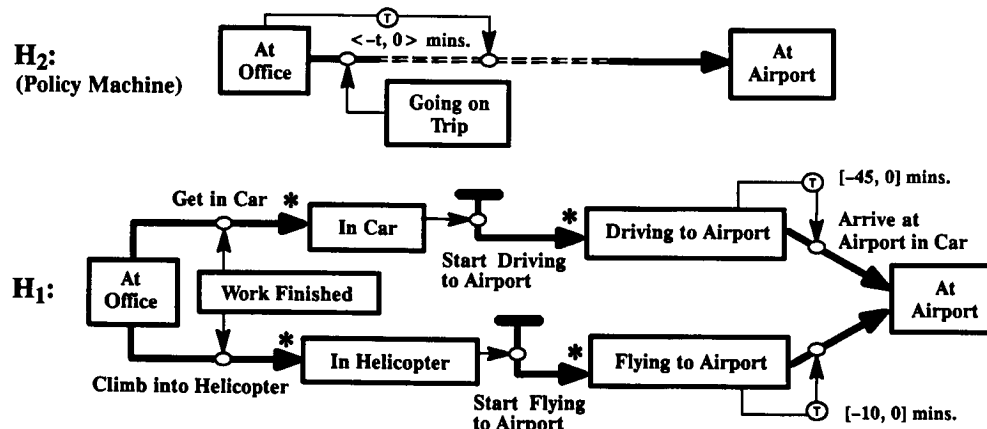 T
< -t, 0 > mins.
H2:
(Policy Machine)
At
Office
At
Airport
Going on
Trip
Get in Car
*
In Car
*
Driving to Airport
T
[-45, 0] mins.
Arrive at
Airport in Car
Start Driving
to Airport
H1:
At
Office
Work Finished
At
Airport
Climb into Helicopter
*
In Helicopter
*
Flying to Airport
Start Flying
to Airport
T
[-10, 0] mins.